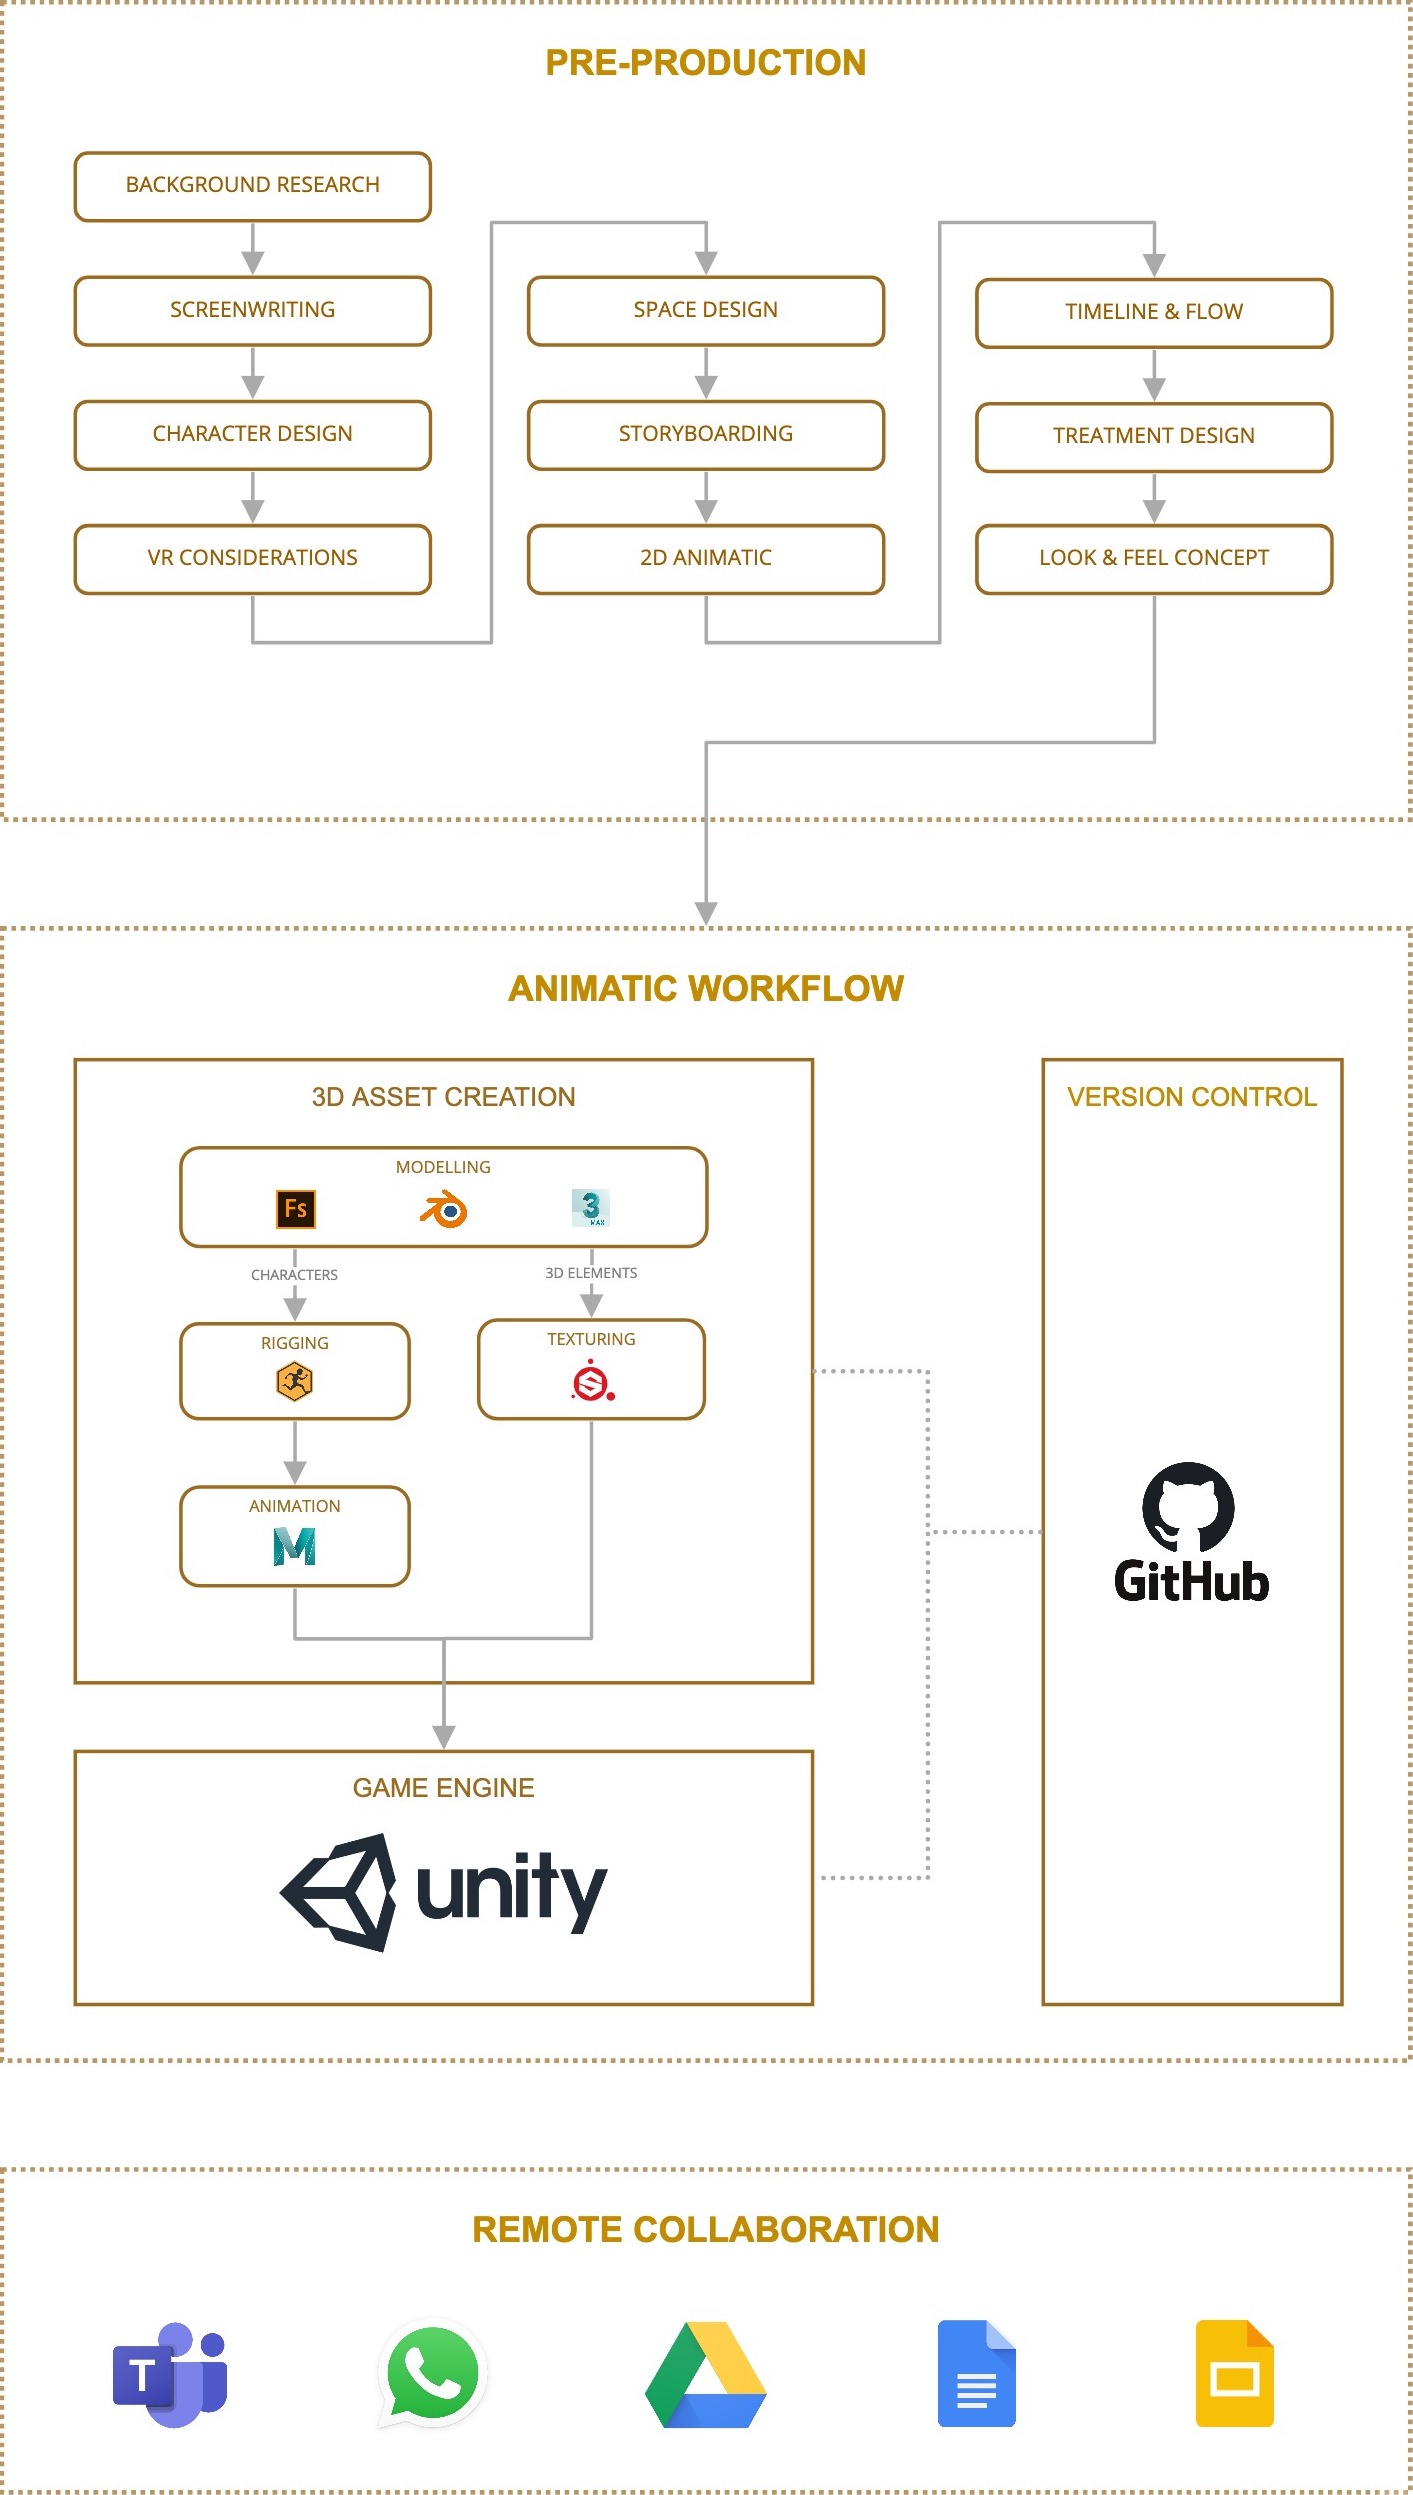 PRE-PRODUCTION
BACKGROUND RESEARCH
SCREENWRITING
CHARACTER DESIGN
VR CONSIDERATIONS
SPACE DESIGN
STORYBOARDING
2D ANIMATIC
TIMELINE & FLOW
TREATMENT DESIGN
LOOK & FEEL CONCEPT
ANIMATIC WORKFLOW
3D ASSET CREATION
MODELLING
Fs
3
MAX
CHARACTERS
3D ELEMENTS
RIGGING
TEXTURING
ANIMATION
M
GAME ENGINE
unity
VERSION CONTROL
GitHub
REMOTE COLLABORATION
T